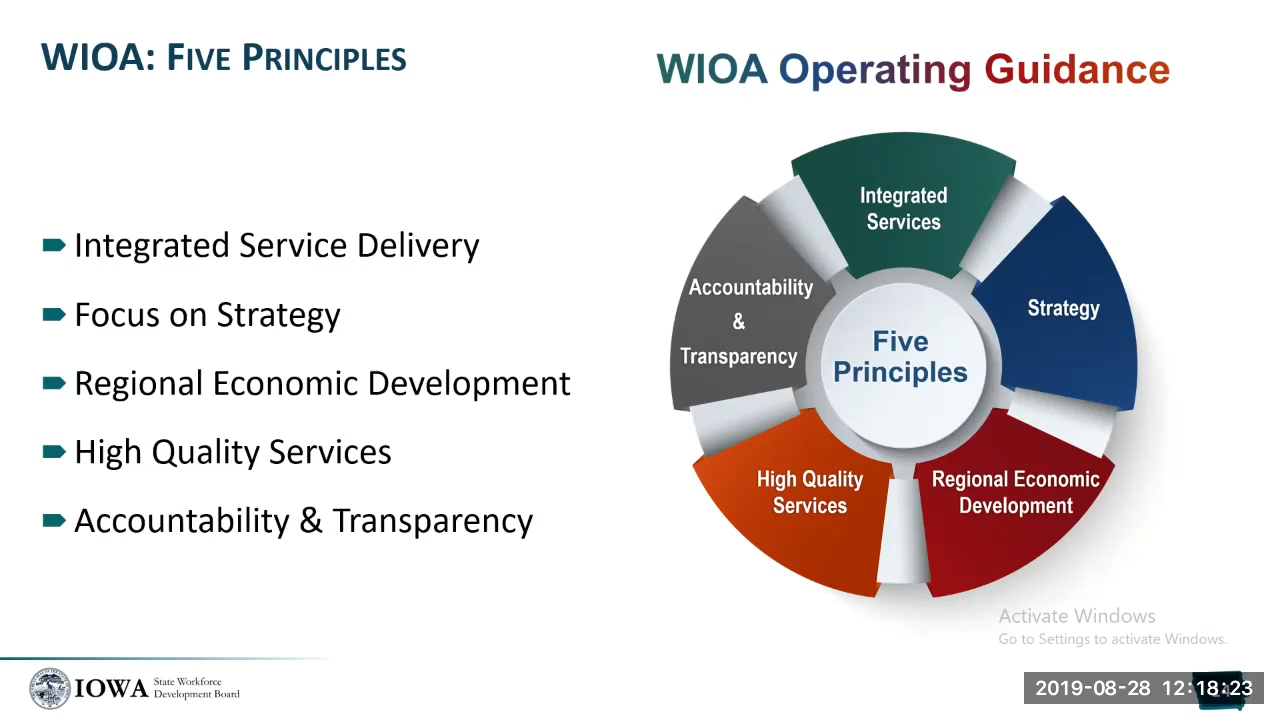 WIOA: FIVE PRINCIPLES
Integrated Service Delivery
Focus on Strategy
Regional Economic Development
High Quality Services
Accountability & Transparency
WIOA Operating Guidance
Integrated
Services
Strategy
Regional Economic
Development
High Quality
Services
Accountability
&
Transparency
Five
Principles
Activate Windows
Go to Settings to activate Windows.
IOWA
State Workforce
Development Board
2019-08-28 12:18:23